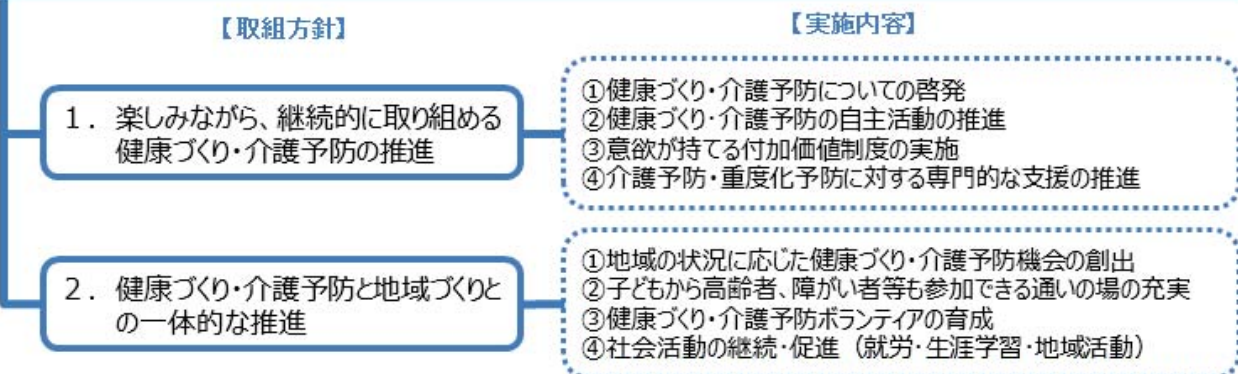 【取組方針】
【実施内容】
1．楽しみながら、継続的に取り組める
健康づくり・介護予防の推進
①健康づくり・介護予防についての啓発
②健康づくり・介護予防の自主活動の推進
③意欲が持てる付加価値制度の実施
④介護予防・重度化予防に対する専門的な支援の推進
2．健康づくり・介護予防と地域づくりと
の一体的な推進
①地域の状況に応じた健康づくり・介護予防機会の創出
②子どもから高齢者、障がい者等も参加できる通いの場の充実
③健康づくり・介護予防ボランティアの育成
④社会活動の継続・促進（就労・生涯学習・地域活動）